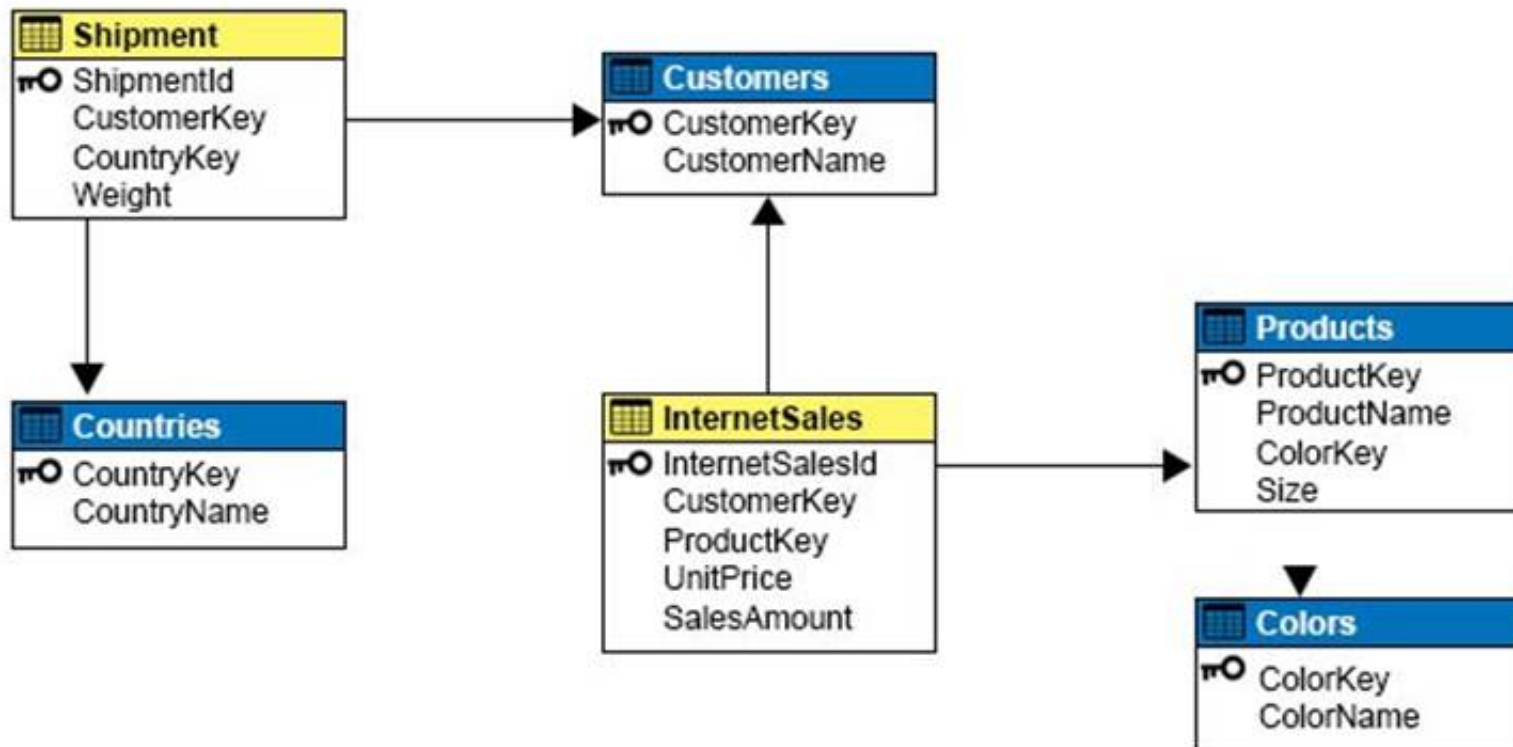 Shipment
ShipmentId
CustomerKey
CountryKey
Weight
Customers
CustomerKey
CustomerName
Countries
CountryKey
CountryName
InternetSales
InternetSalesId
CustomerKey
ProductKey
UnitPrice
SalesAmount
Products
ProductKey
ProductName
ColorKey
Size
Colors
ColorKey
ColorName